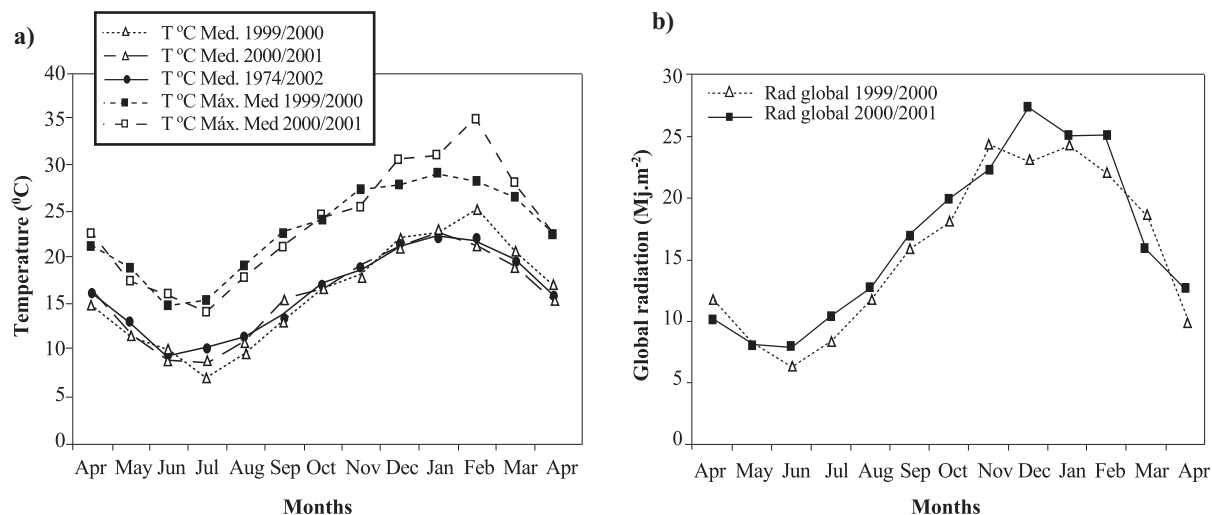 a)
T ºC Med. 1999/2000
T ºC Med. 2000/2001
T ºC Med. 1974/2002
T ºC Máx. Med 1999/2000
T ºC Máx. Med 2000/2001
40
35
30
25
20
15
10
5
0
Temperature (⁰C)
Apr May Jun Jul Aug Sep Oct Nov Dec Jan Feb Mar Apr
Months
b)
Rad global 1999/2000
Rad global 2000/2001
30
25
20
15
10
5
0
Global radiation (Mj.m⁻²)
Apr May Jun Jul Aug Sep Oct Nov Dec Jan Feb Mar Apr
Months